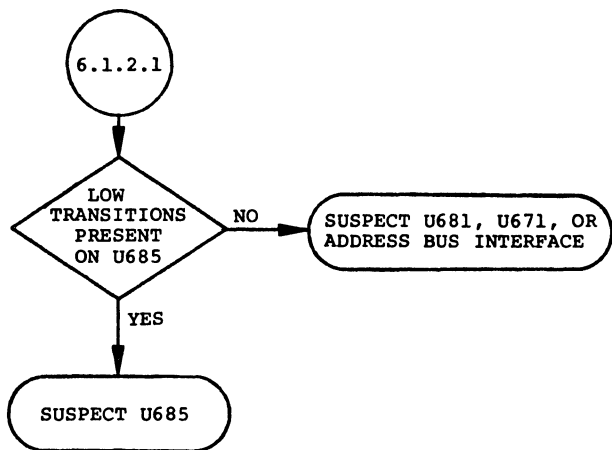 6.1.2.1
LOW
TRANSITIONS
PRESENT
ON U685
NO
SUSPECT U681, U671, OR
ADDRESS BUS INTERFACE
YES
SUSPECT U685